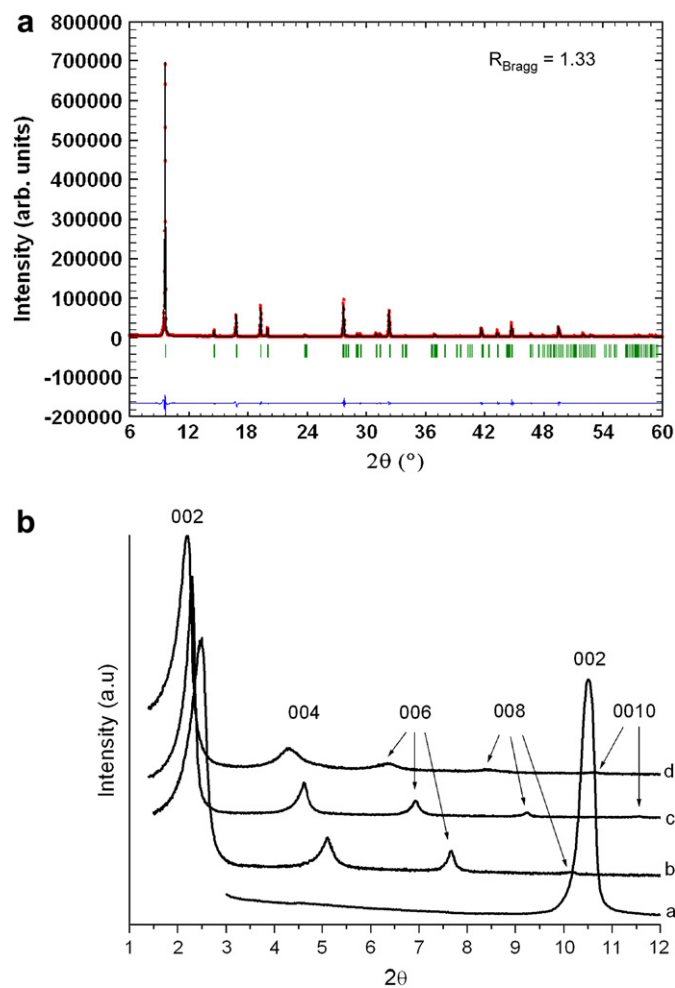 a
800000
700000
600000
500000
400000
300000
200000
100000
0
-100000
-200000
Intensity (arb. units)
R_Bragg = 1.33
6 12 18 24 30 36 42 48 54 60
2θ (°)
b
002
002
004 006 008 0010
Intensity (a.u)
d
c
b
a
1 2 3 4 5 6 7 8 9 10 11 12
2θ